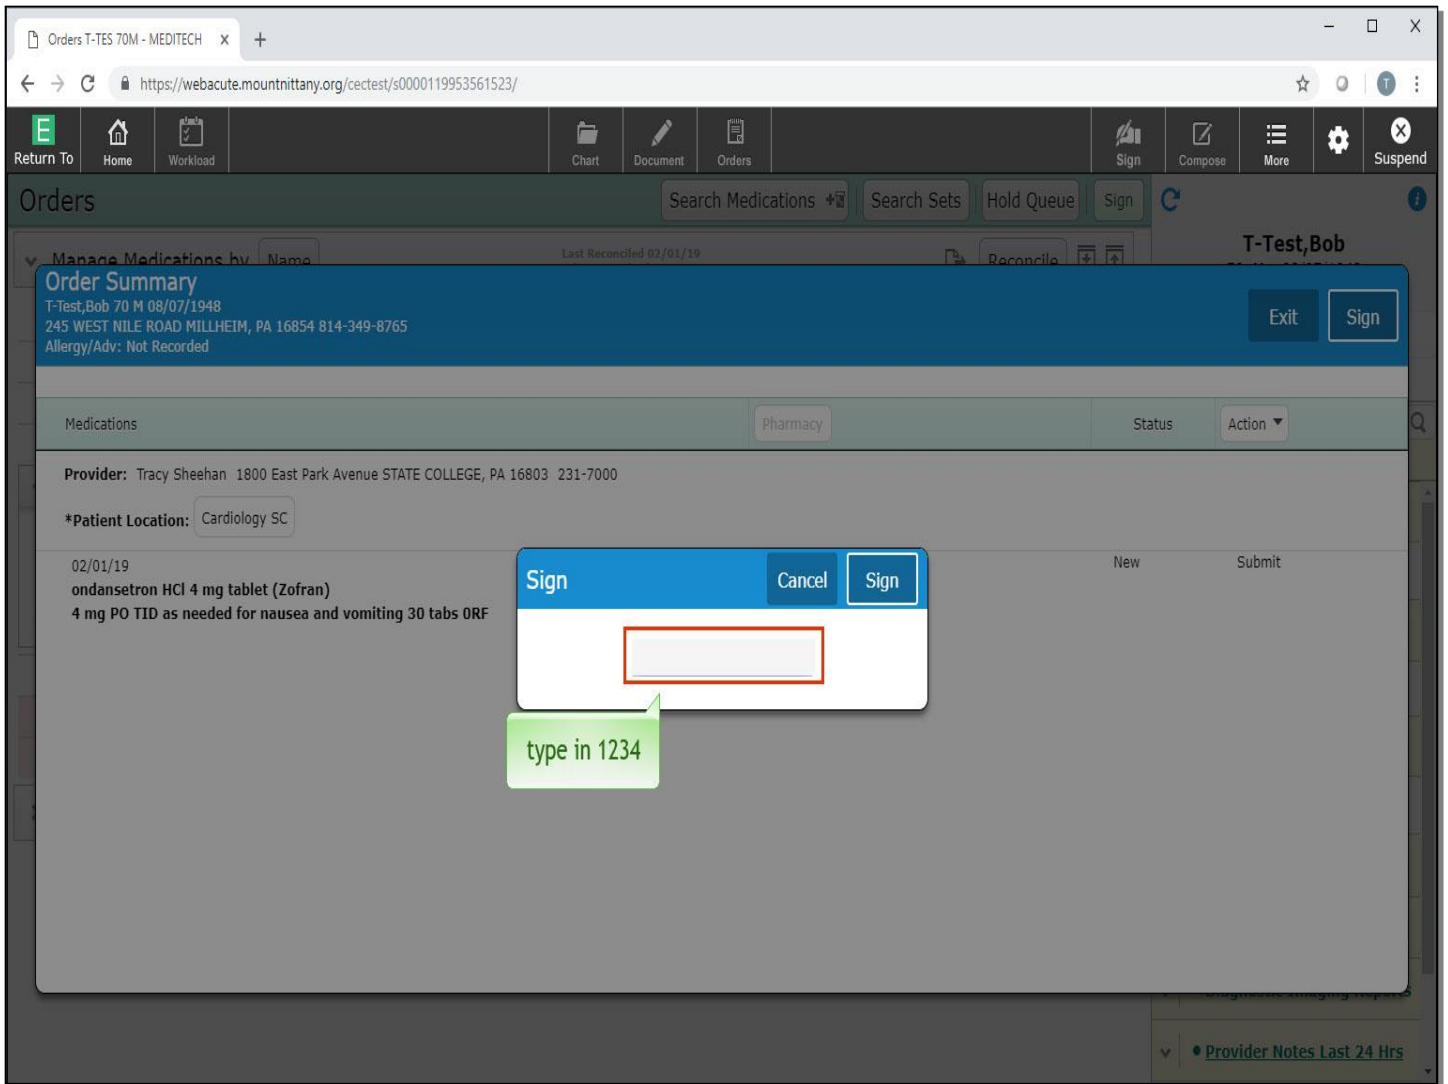 Orders T-TES 70M - MEDITECH x +
https://webacute.mountnittany.org/cectest/s0000119953561523/
T
E
Return To Home Workload Chart Document Orders Sign Compose More Suspend
Orders Search Medications Search Sets Hold Queue Sign
T-Test,Bob
Manage Medications by Name Last Reconciled 02/01/19 Reconcile
Order Summary
T-Test,Bob 70 M 08/07/1948
245 WEST NILE ROAD MILLHEIM, PA 16854 814-349-8765
Allergy/Adv: Not Recorded
Exit Sign
Medications Pharmacy Status Action
Provider: Tracy Sheehan 1800 East Park Avenue STATE COLLEGE, PA 16803 231-7000
*Patient Location: Cardiology SC
02/01/19 New Submit
ondansetron HCl 4 mg tablet (Zofran)
4 mg PO TID as needed for nausea and vomiting 30 tabs 0RF
Sign Cancel Sign
type in 1234
Provider Notes Last 24 Hrs